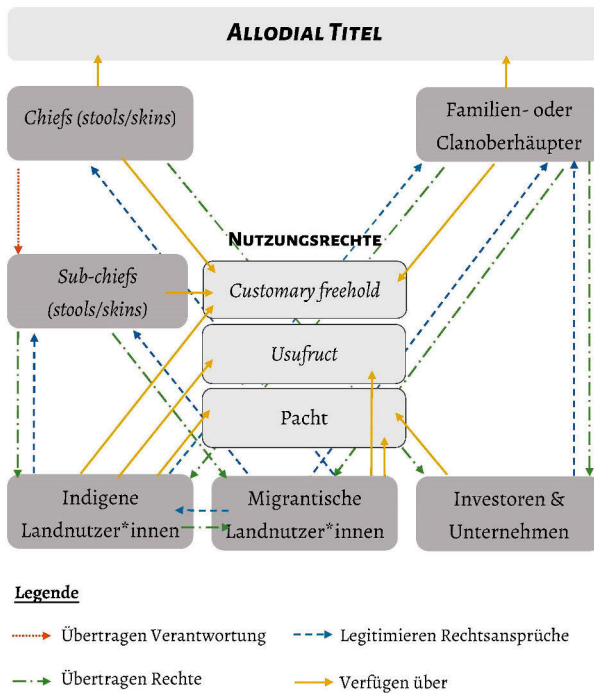 Allodial Titel
Chiefs (stools/skins)
Familien- oder
Clanoberhäupter
Nutzungsrechte
Sub-chiefs
(stools/skins)
Customary freehold
Usufruct
Pacht
Indigene
Landnutzer*innen
Migrantische
Landnutzer*innen
Investoren &
Unternehmen
Legende
Übertragen Verantwortung
Legitimieren Rechtsansprüche
Übertragen Rechte
Verfügen über